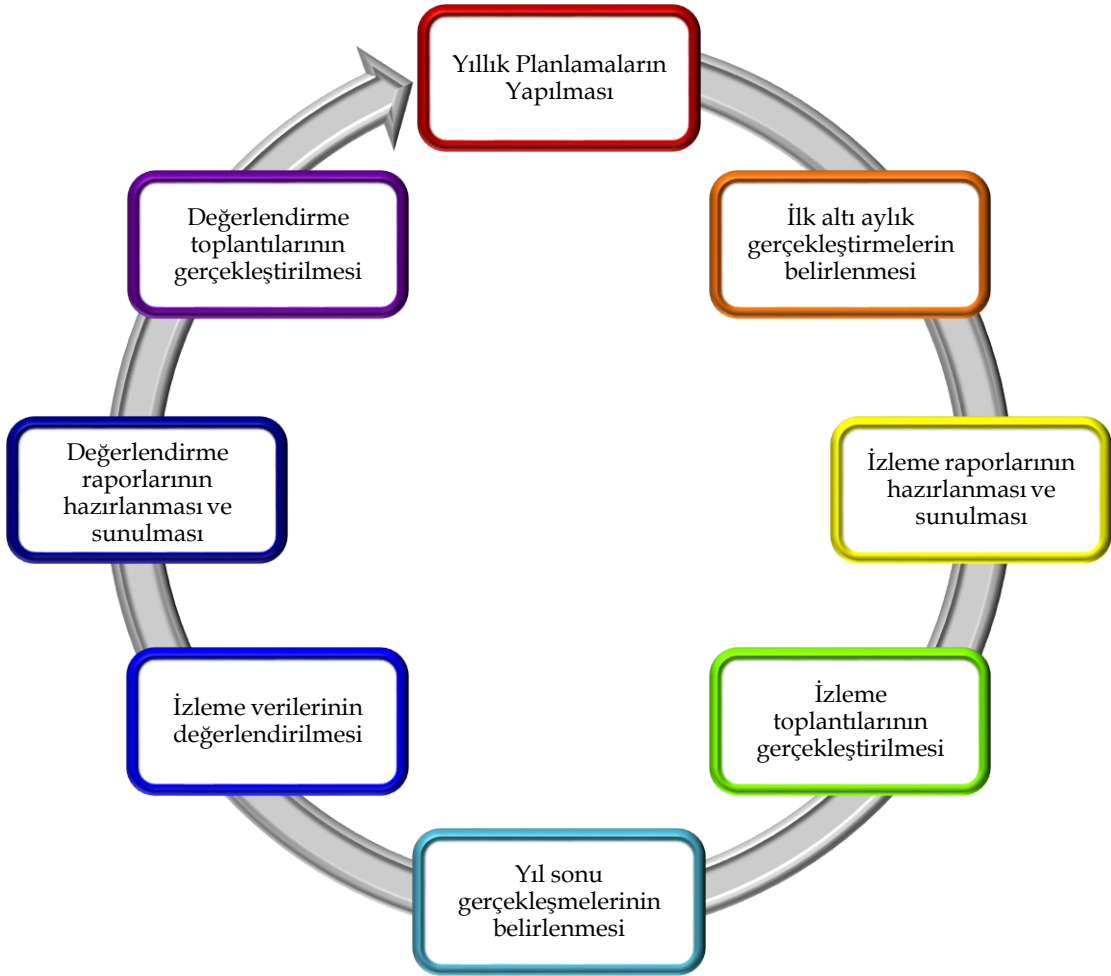 Yıllık Planlamaların
Yapılması
İlk altı aylık
gerçekleştirmelerin
belirlenmesi
İzleme raporlarının
hazırlanması ve
sunulması
İzleme
toplantılarının
gerçekleştirilmesi
Yıl sonu
gerçekleşmelerinin
belirlenmesi
İzleme verilerinin
değerlendirilmesi
Değerlendirme
raporlarının
hazırlanması ve
sunulması
Değerlendirme
toplantılarının
gerçekleştirilmesi